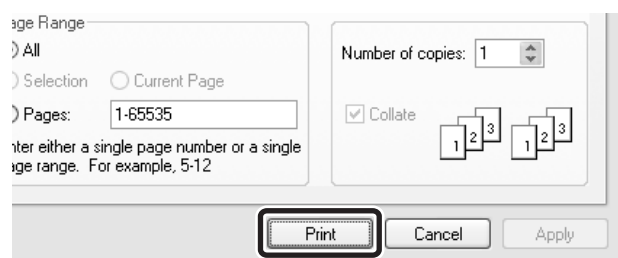 age Range
All
Selection
Current Page
Pages:
1-65535
nter either a single page number or a single
age range. For example, 5-12
Number of copies: 1
Collate
1 2 3 1 2 3
Print
Cancel
Apply